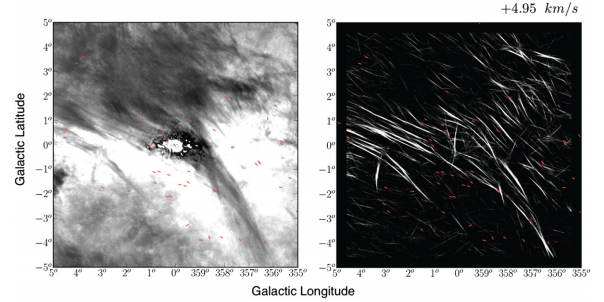 +4.95 km/s
5° 4° 3° 2° 1° 0° −1° −2° −3° −4° −5°
Galactic Latitude
5° 4° 3° 2° 1° 0° 359° 358° 357° 356° 355°
5° 4° 3° 2° 1° 0° −1° −2° −3° −4° −5°
5° 4° 3° 2° 1° 0° 359° 358° 357° 356° 355°
Galactic Longitude